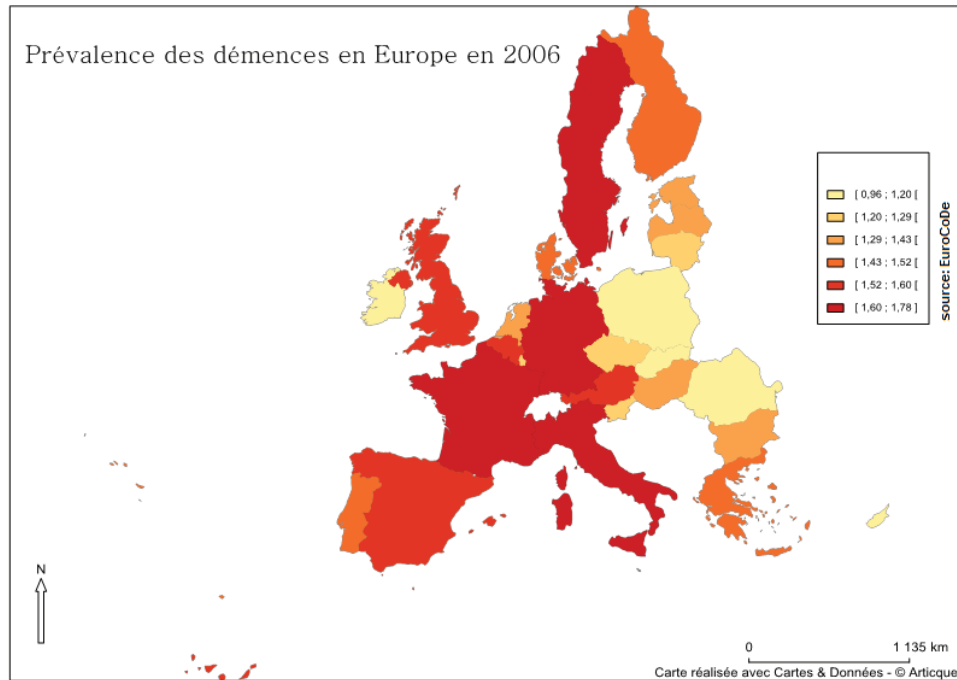 Prévalence des démences en Europe en 2006
[ 0,96 ; 1,20 [
[ 1,20 ; 1,29 [
[ 1,29 ; 1,43 [
[ 1,43 ; 1,52 [
[ 1,52 ; 1,60 [
[ 1,60 ; 1,78 ]
source: EuroCoDe
N
0 1 135 km
Carte réalisée avec Cartes & Données - © Articque